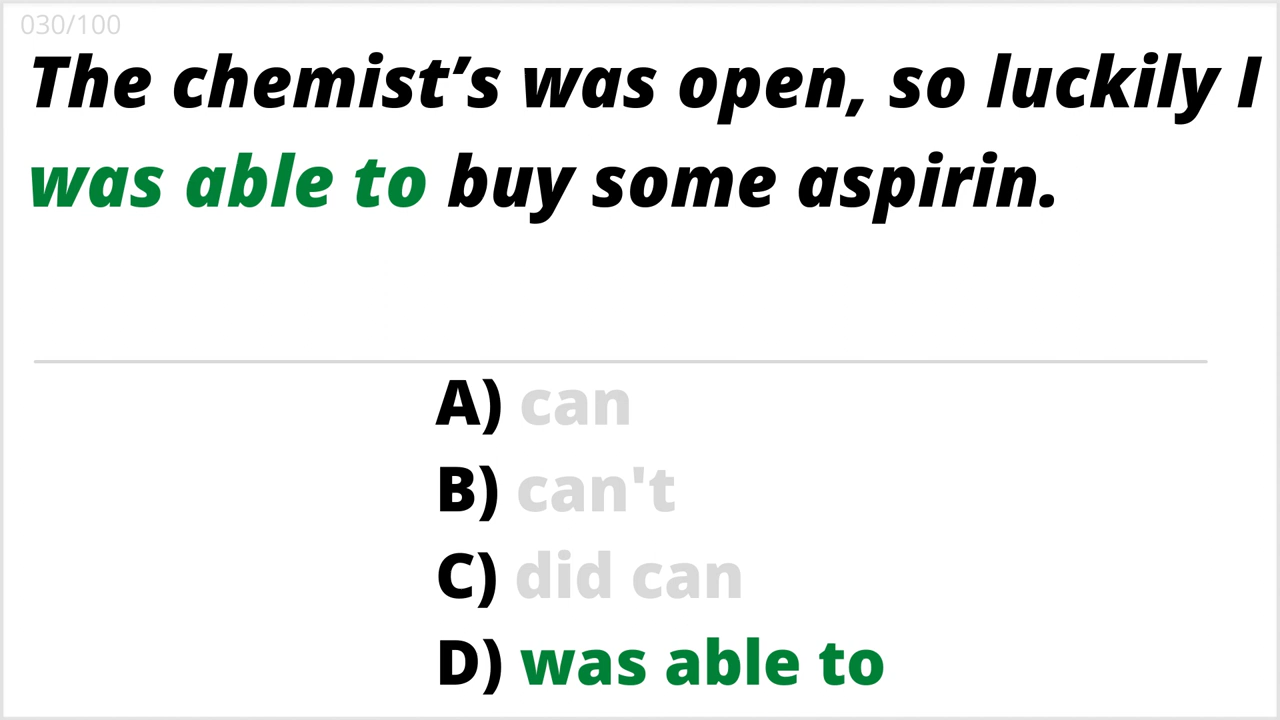 030/100
The chemist’s was open, so luckily I
was able to buy some aspirin.
A) can
B) can't
C) did can
D) was able to